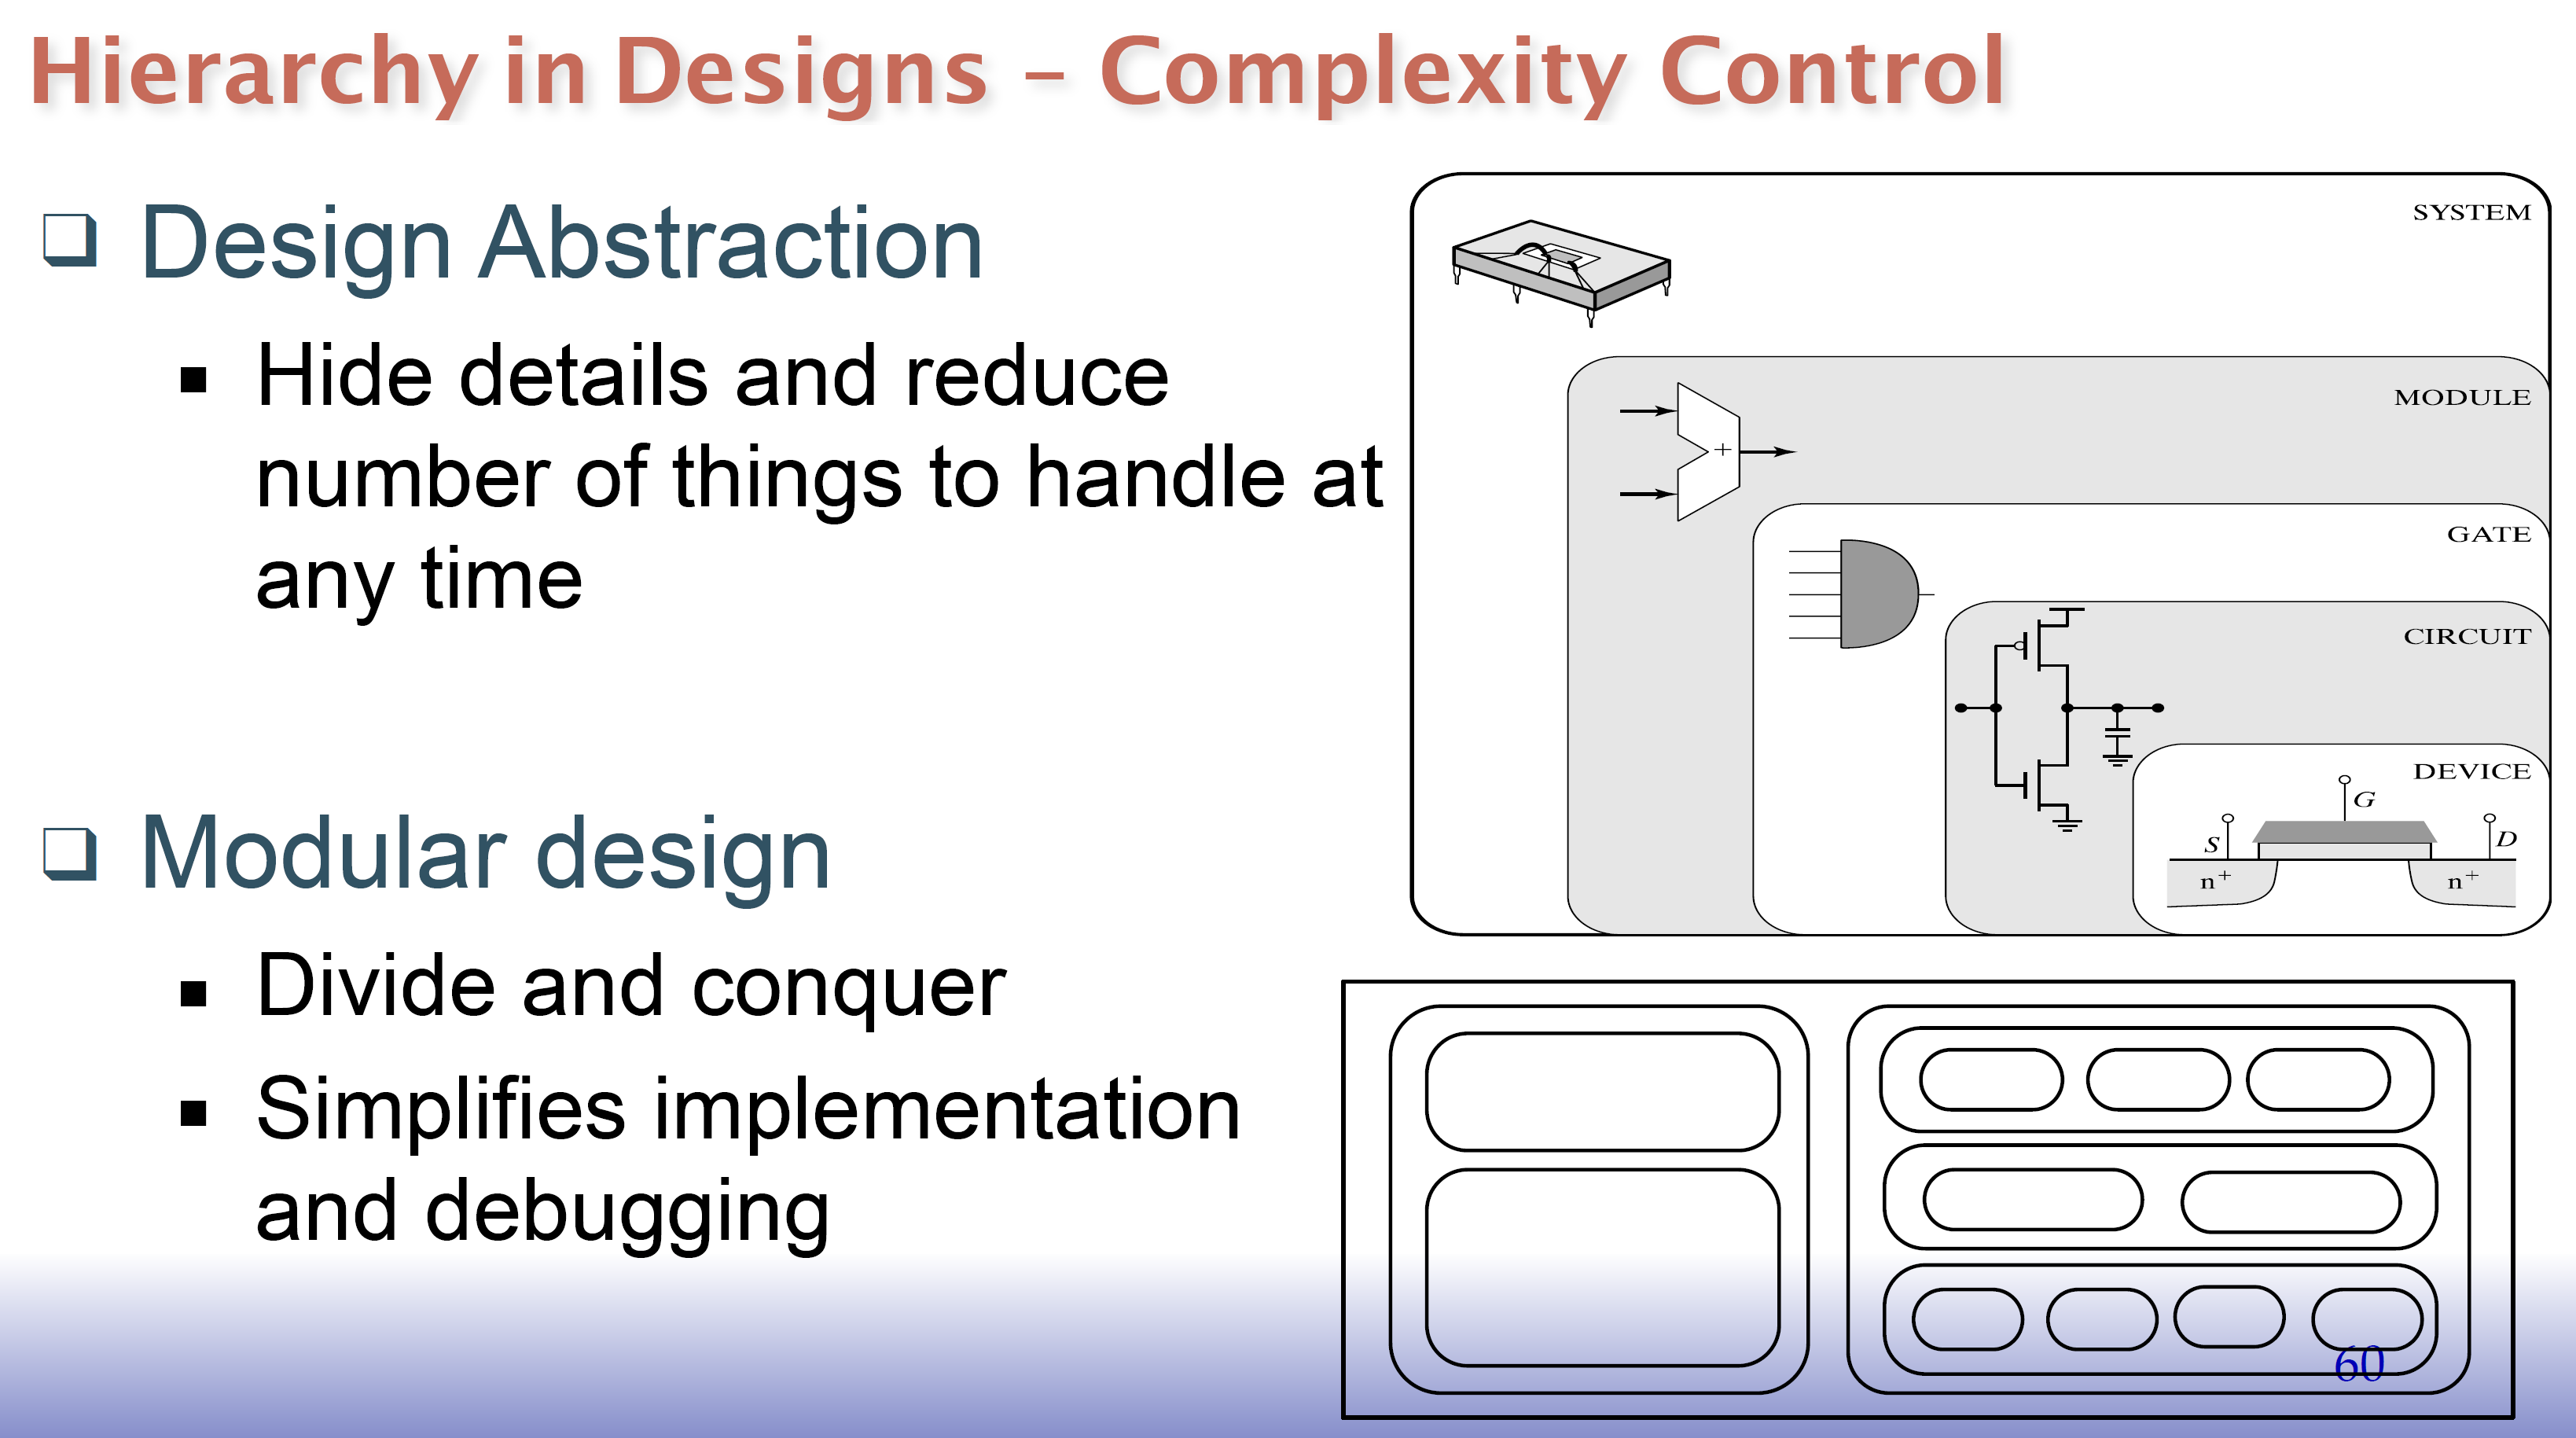 Hierarchy in Designs – Complexity Control
❑ Design Abstraction
▪ Hide details and reduce
number of things to handle at
any time
❑ Modular design
▪ Divide and conquer
▪ Simplifies implementation
and debugging
SYSTEM
MODULE
+
GATE
CIRCUIT
DEVICE
G
S
D
n+
n+
60